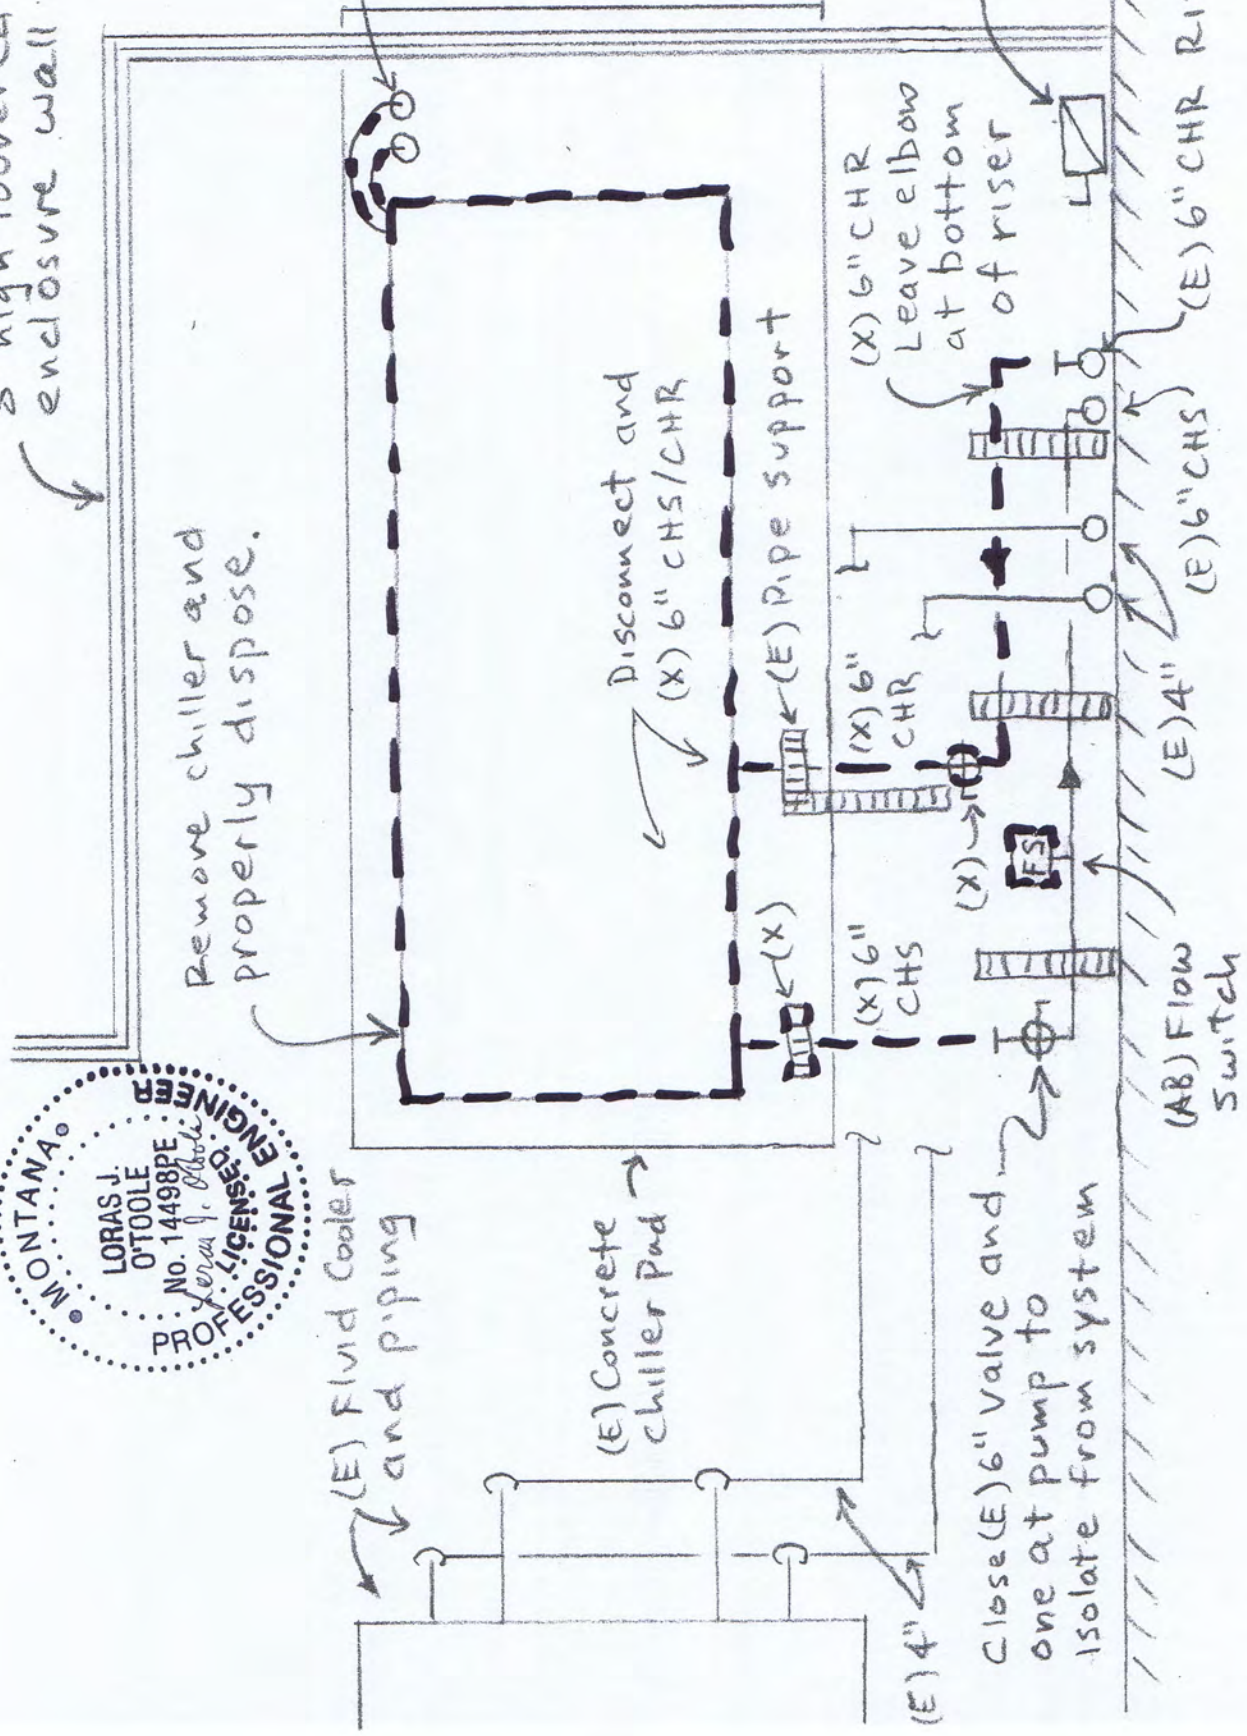 8' high louvered
enclosure wall
Remove chiller and
properly dispose.
Disconnect and
(X) 6" CHS/CHR
(E) Pipe support
(X) 6" CHR
Leave elbow
at bottom
of riser
(X) 6"
CHR
(X)
(X)
(X) 6"
CHS
FS
(E) 6" CHR
(E) 6" CHS
(E) 4"
(AB) Flow
Switch
MONTANA
LORAS J.
O'TOOLE
No. 14498PE
LICENSED
PROFESSIONAL ENGINEER
(E) Fluid Cooler
and piping
(E) Concrete
chiller pad
(E) 4"
Close (E) 6" valve and
one at pump to
isolate from system